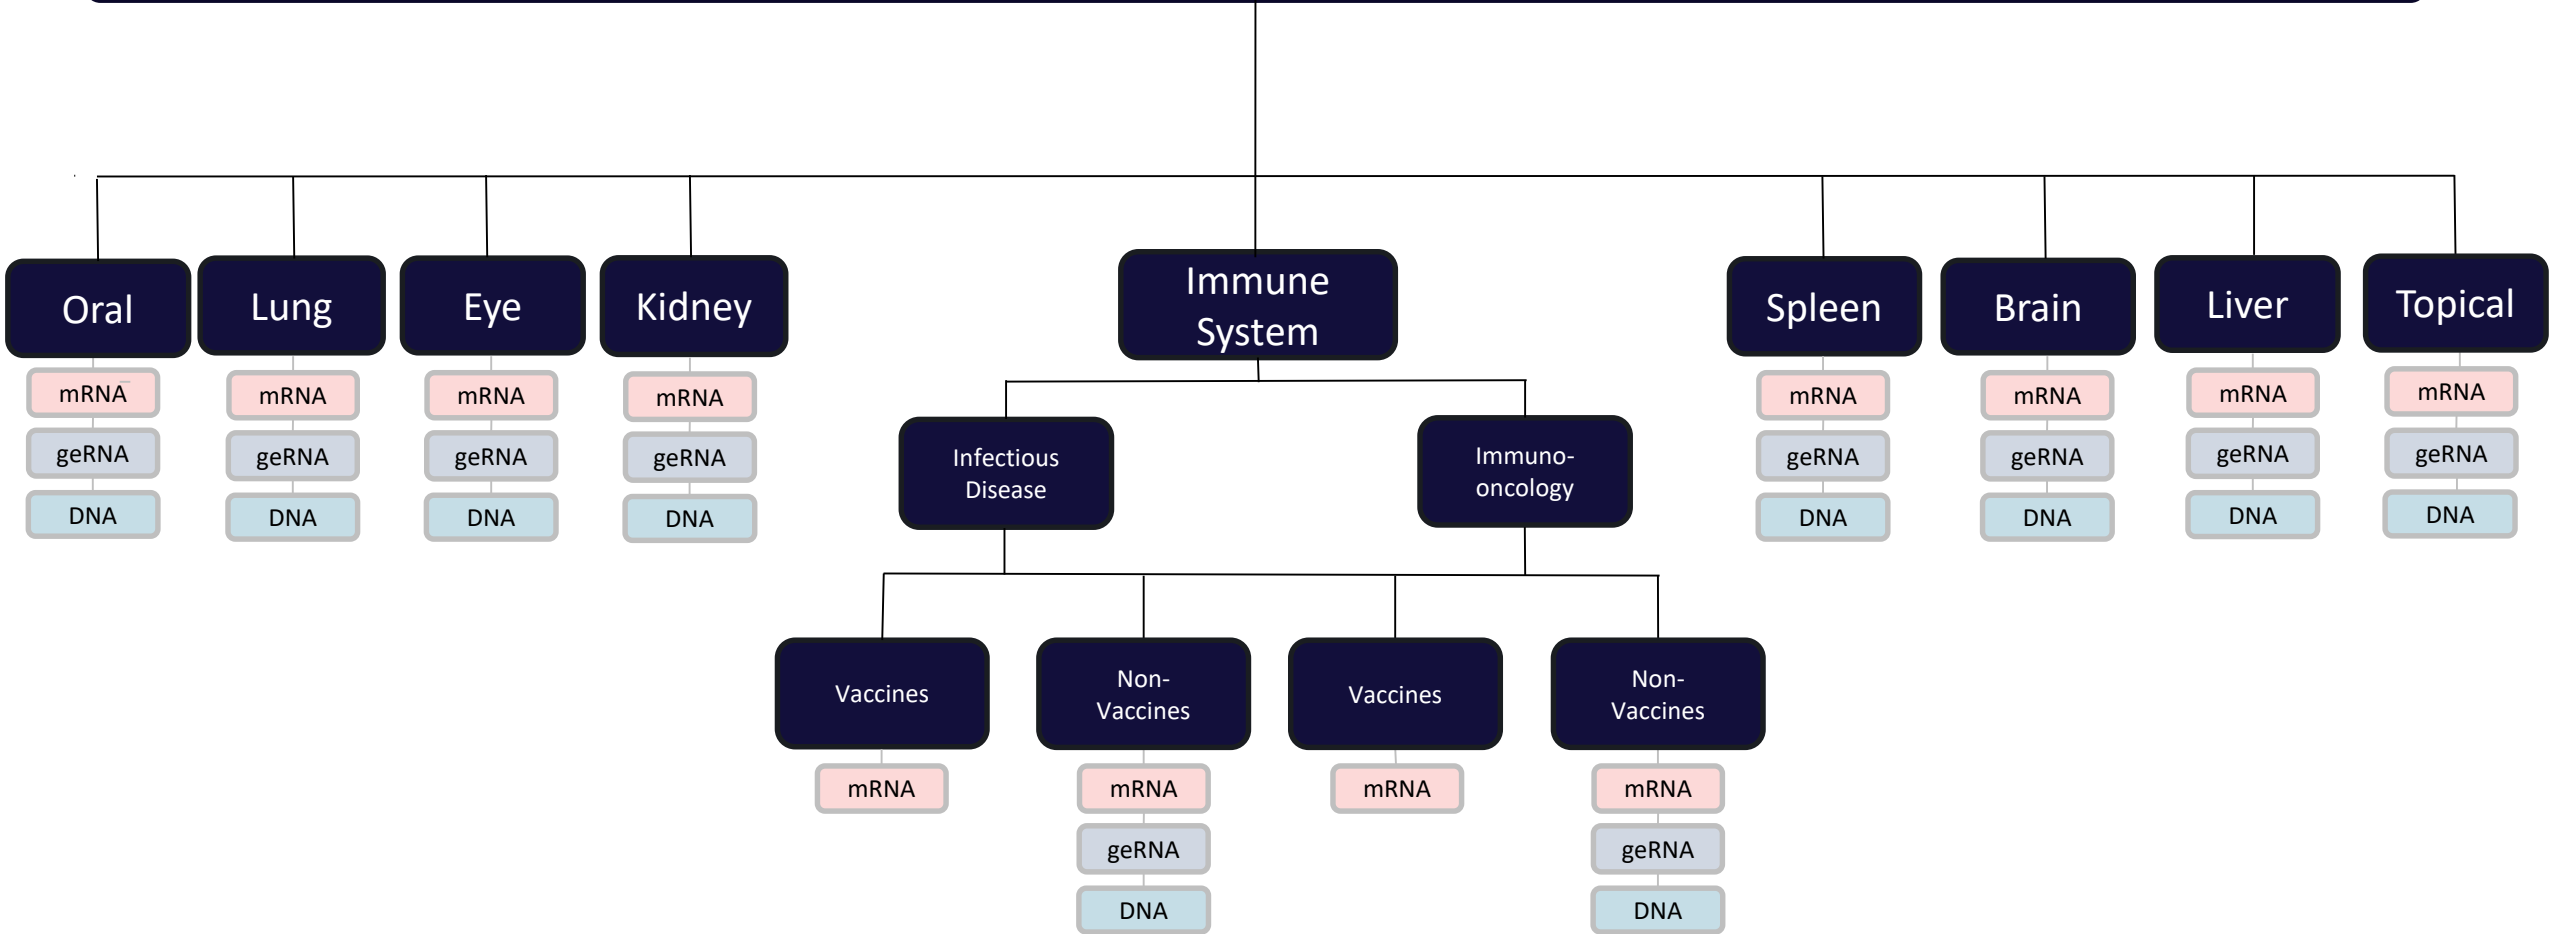 Oral
Lung
Eye
Kidney
Immune
System
Spleen
Brain
Liver
Topical
mRNA
geRNA
DNA
mRNA
geRNA
DNA
mRNA
geRNA
DNA
mRNA
geRNA
DNA
Infectious
Disease
Immuno-
oncology
mRNA
geRNA
DNA
mRNA
geRNA
DNA
mRNA
geRNA
DNA
mRNA
geRNA
DNA
Vaccines
Non-
Vaccines
Vaccines
Non-
Vaccines
mRNA
mRNA
geRNA
DNA
mRNA
mRNA
geRNA
DNA